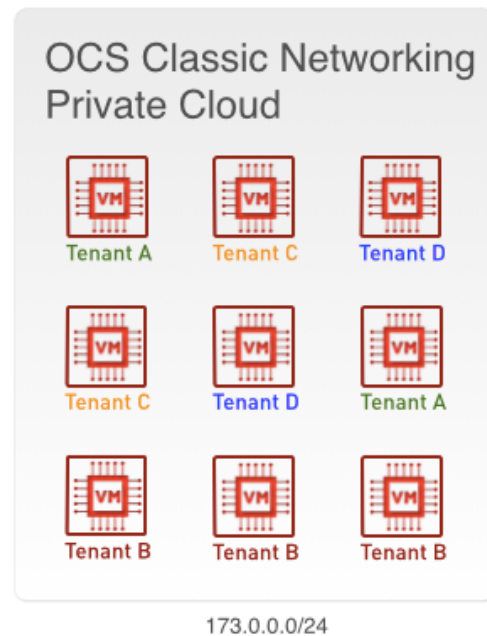 OCS Classic Networking
Private Cloud
VM VM VM
Tenant A Tenant C Tenant D
VM VM VM
Tenant C Tenant D Tenant A
VM VM VM
Tenant B Tenant B Tenant B
173.0.0.0/24